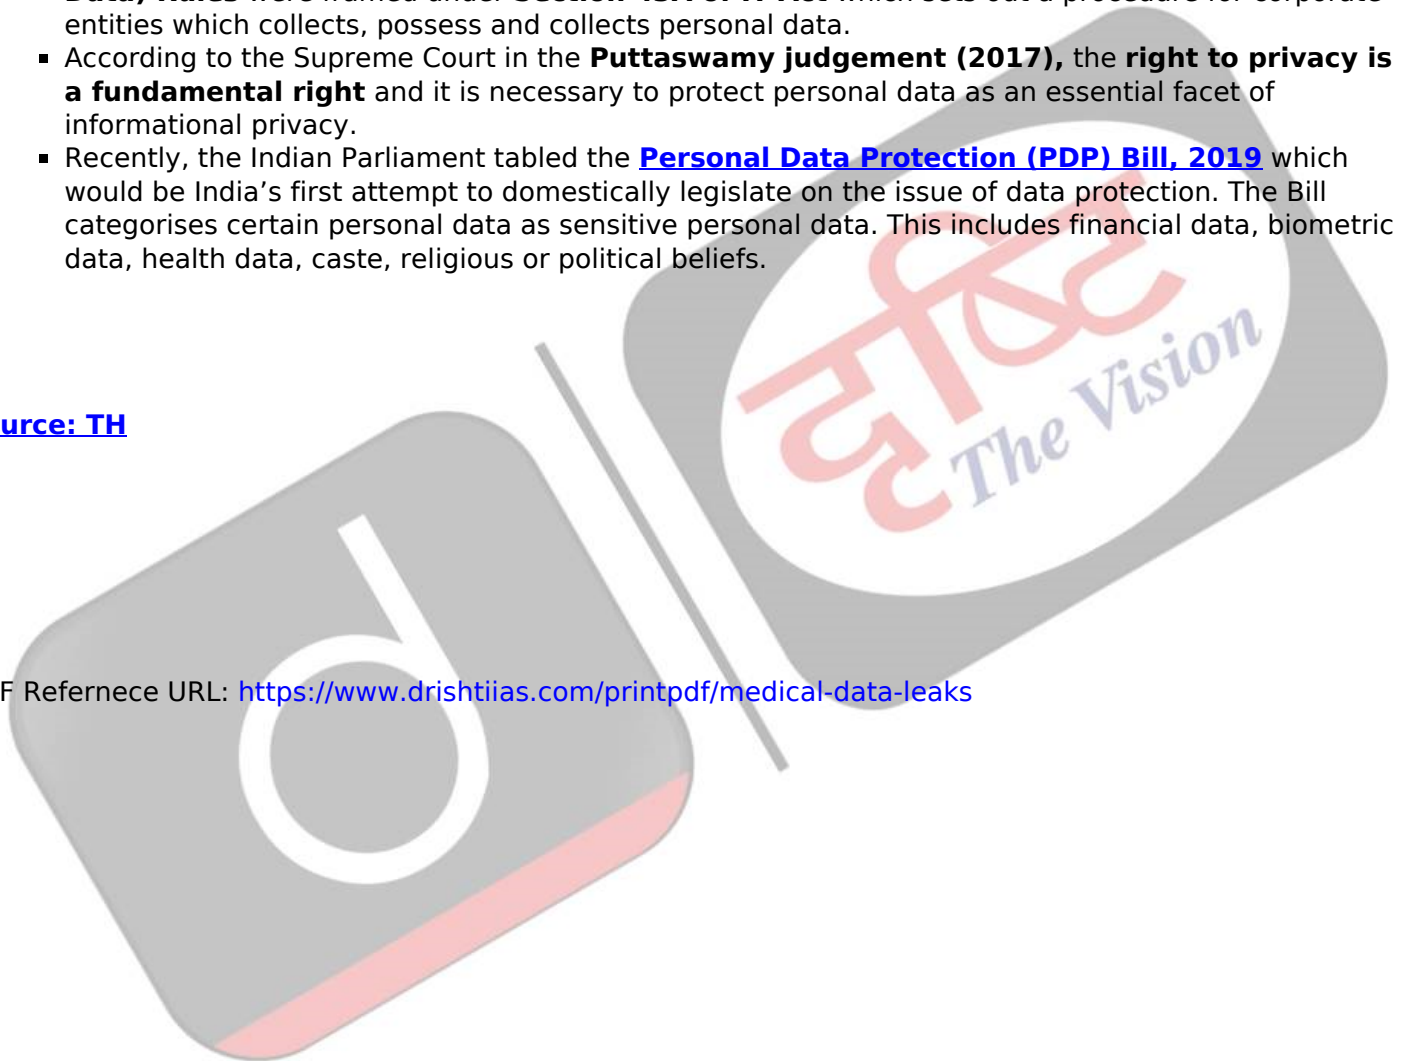 entities which collects, possess and collects personal data.
▪ According to the Supreme Court in the Puttaswamy judgement (2017), the right to privacy is
a fundamental right and it is necessary to protect personal data as an essential facet of
informational privacy.
▪ Recently, the Indian Parliament tabled the Personal Data Protection (PDP) Bill, 2019 which
would be India’s first attempt to domestically legislate on the issue of data protection. The Bill
categorises certain personal data as sensitive personal data. This includes financial data, biometric
data, health data, caste, religious or political beliefs.
दृष्टि
The Vision
urce: TH
d
F Refernece URL: https://www.drishtiias.com/printpdf/medical-data-leaks